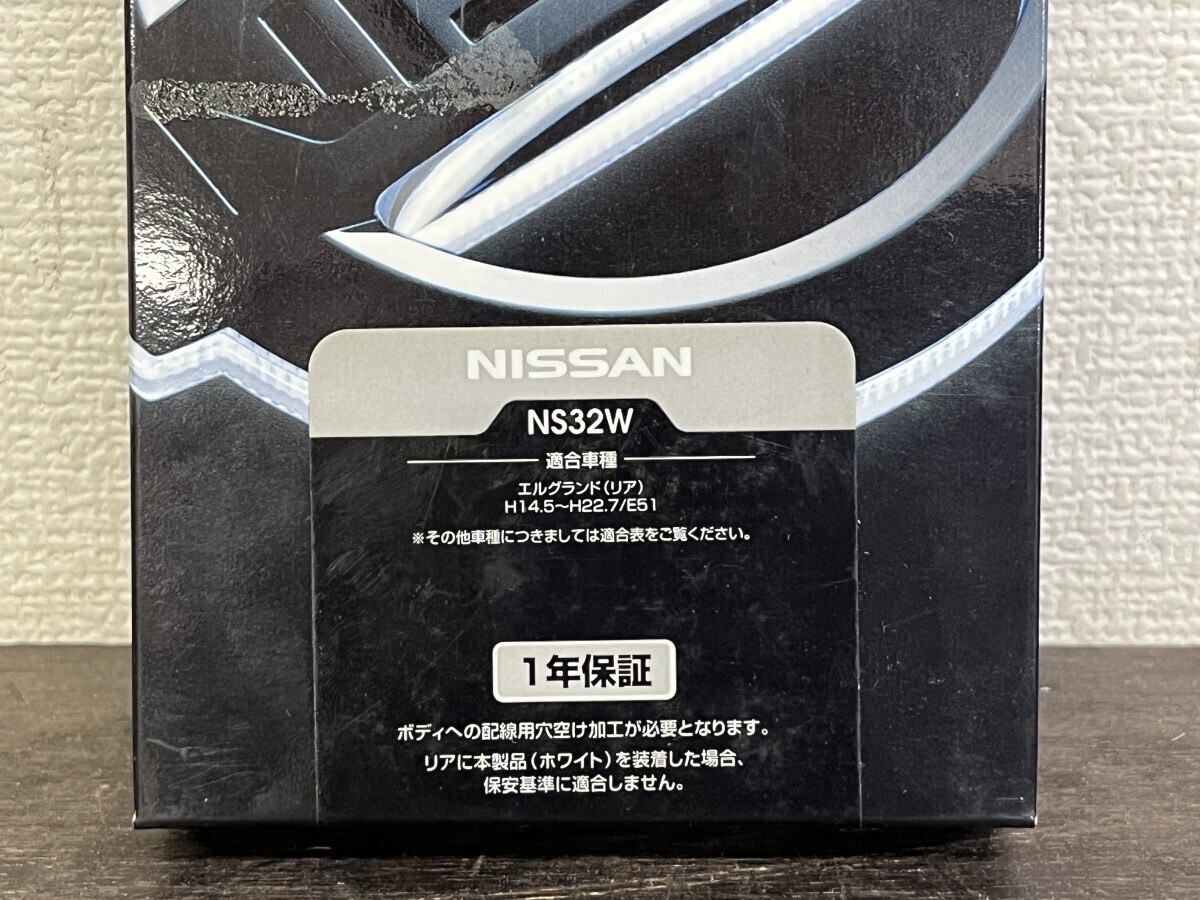 NISSAN
NS32W
適合車種
エルグランド(リア)
H14.5~H22.7/E51
※その他車種につきましては適合表をご覧ください。
1年保証
ボディへの配線用穴空け加工が必要となります。
リアに本製品(ホワイト)を装着した場合、
保安基準に適合しません。